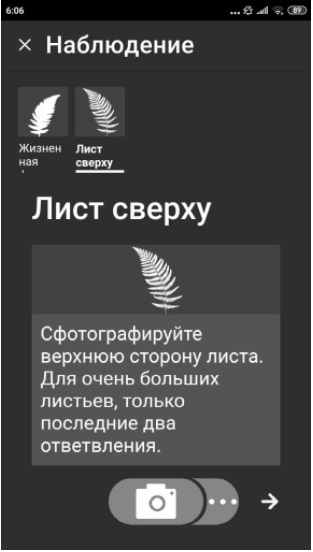 6:06
... 89
× Наблюдение
Жизнен Лист
ная сверху
Лист сверху
Сфотографируйте
верхнюю сторону листа.
Для очень больших
листьев, только
последние два
ответвления.